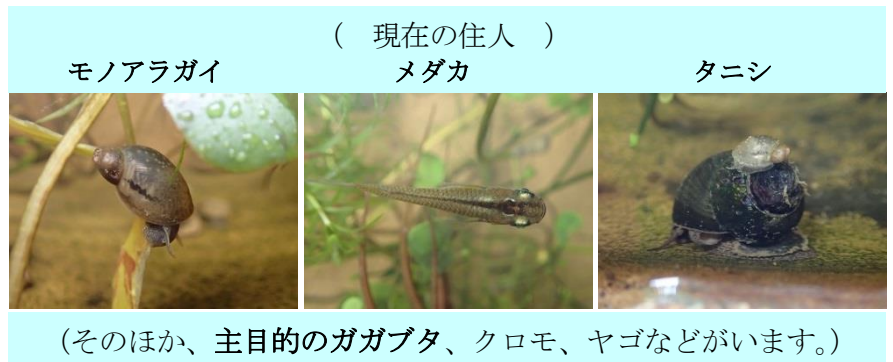 （　現在の住人　）
モノアラガイ　メダカ　タニシ
（そのほか、主目的のガガブタ、クロモ、ヤゴなどがいます。）